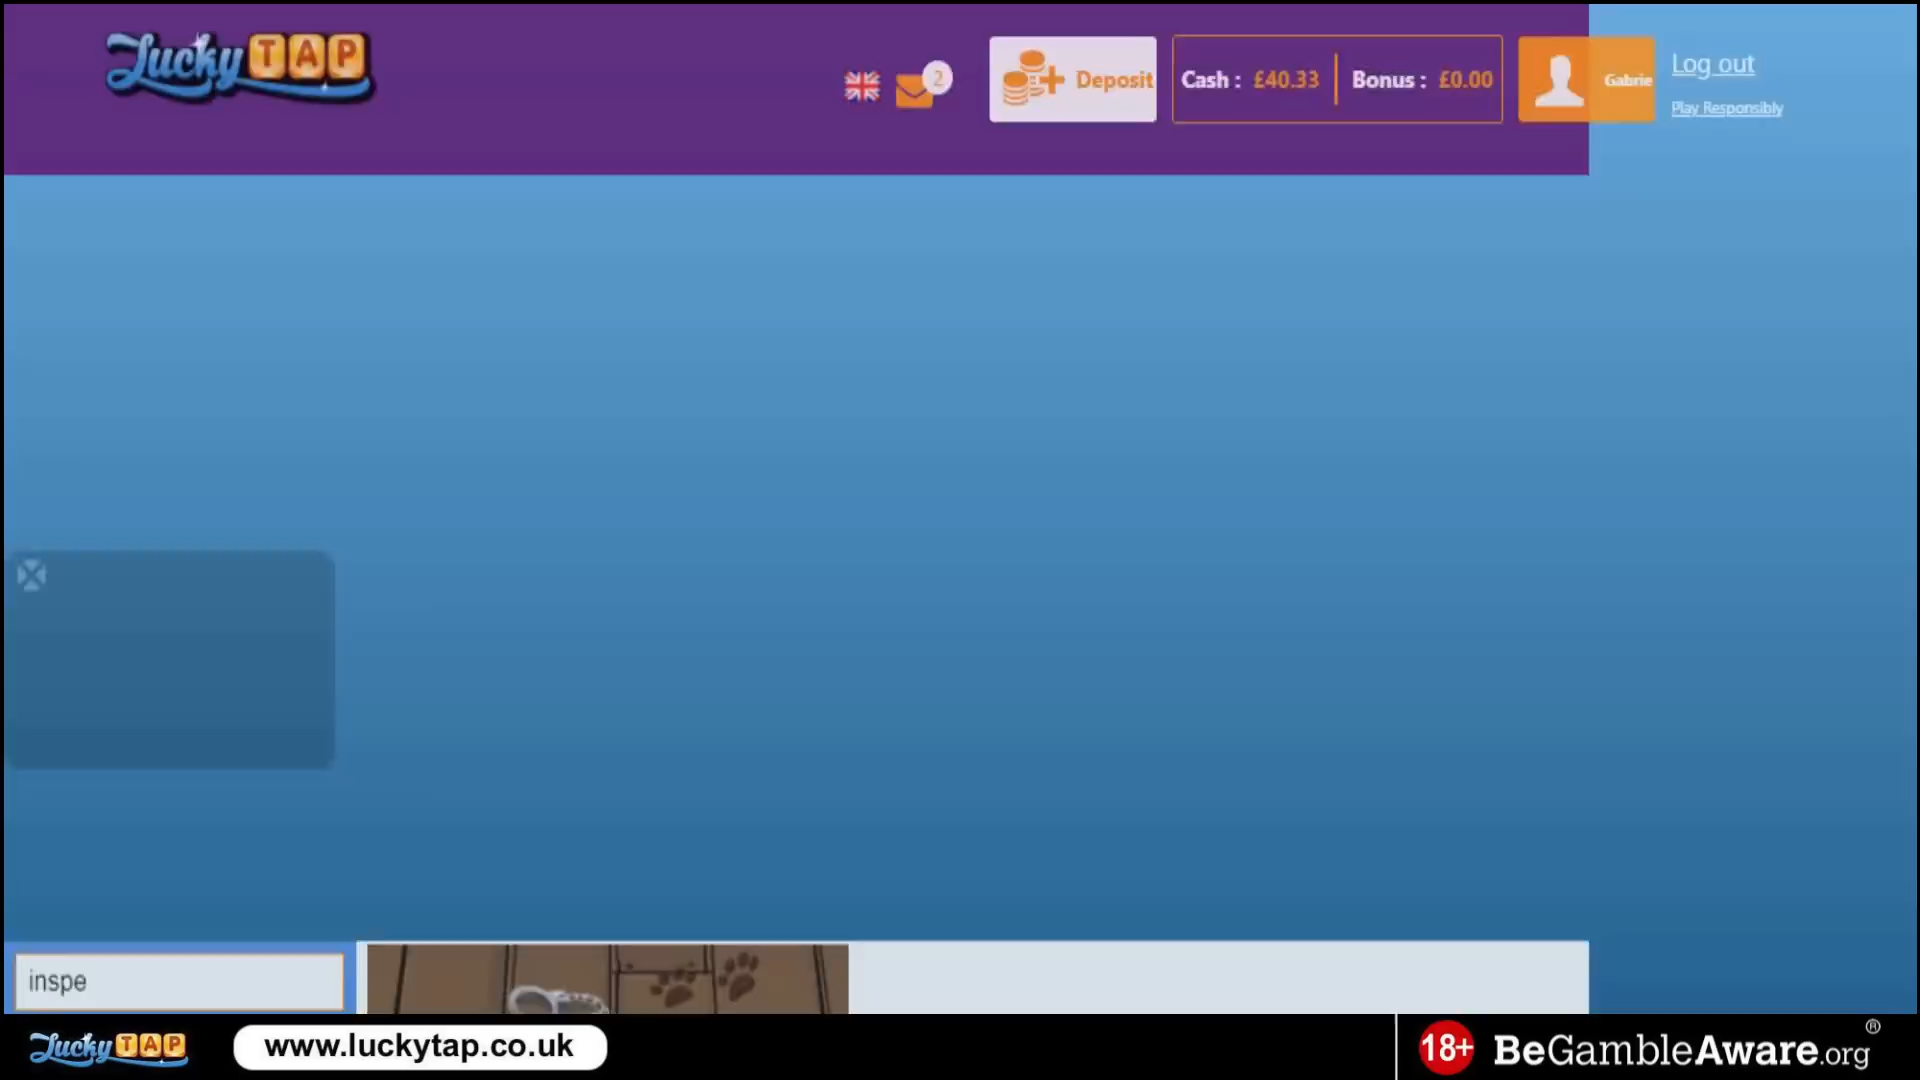 Lucky TAP
2
Deposit
Cash : £40.33
Bonus : £0.00
Gabrie
Log out
Play Responsibly
inspe
Lucky TAP
www.luckytap.co.uk
18+
BeGambleAware.org®